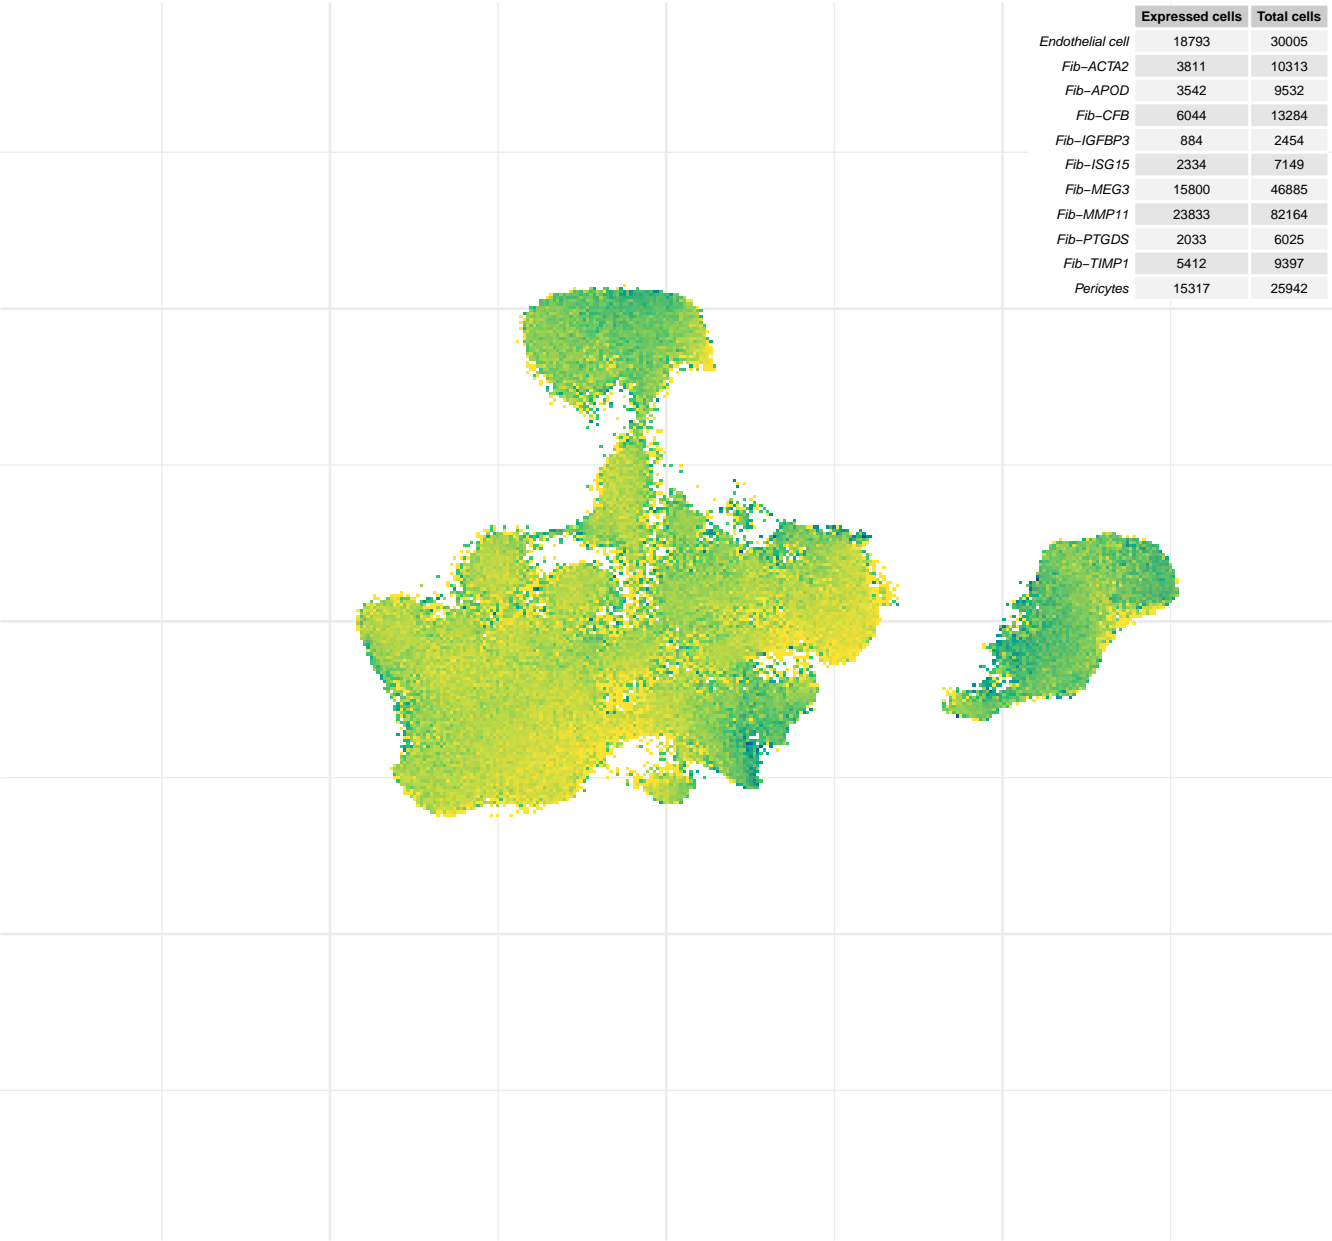 Expressed cells Total cells
Endothelial cell 18793 30005
Fib−ACTA2 3811 10313
Fib−APOD 3542 9532
Fib−CFB 6044 13284
Fib−IGFBP3 884 2454
Fib−ISG15 2334 7149
Fib−MEG3 15800 46885
Fib−MMP11 23833 82164
Fib−PTGDS 2033 6025
Fib−TIMP1 5412 9397
Pericytes 15317 25942